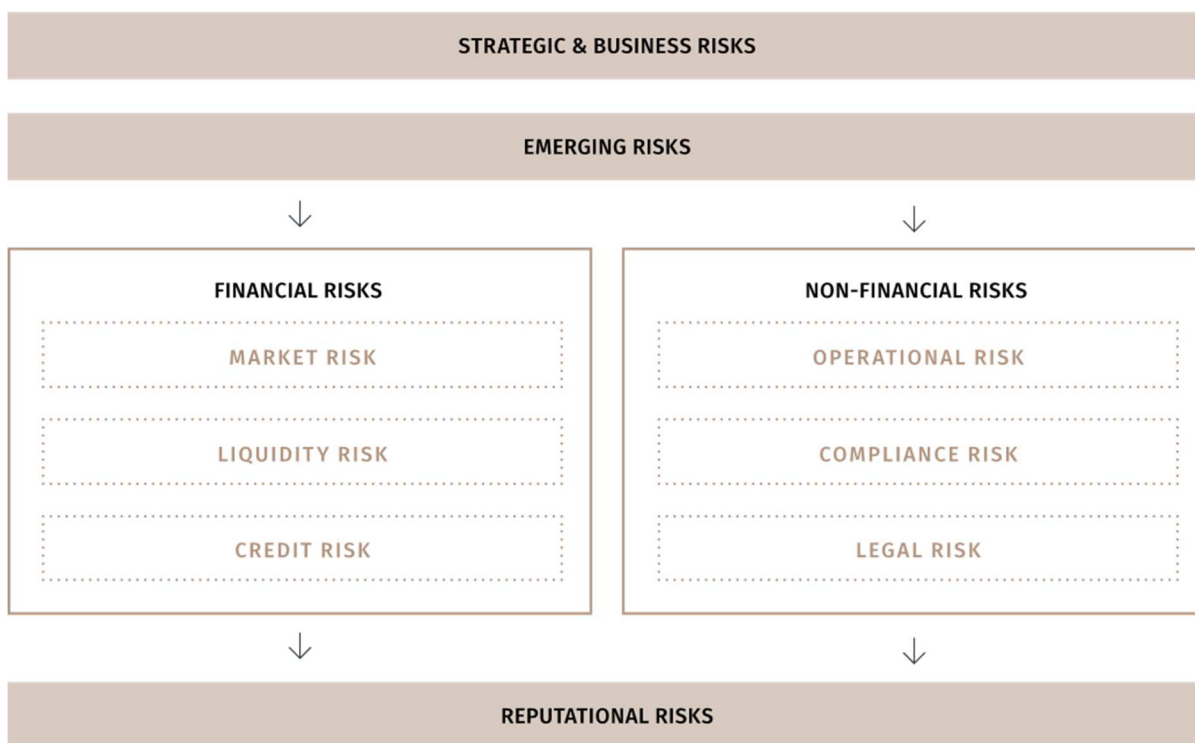 STRATEGIC & BUSINESS RISKS
EMERGING RISKS
FINANCIAL RISKS
MARKET RISK
LIQUIDITY RISK
CREDIT RISK
NON-FINANCIAL RISKS
OPERATIONAL RISK
COMPLIANCE RISK
LEGAL RISK
REPUTATIONAL RISKS